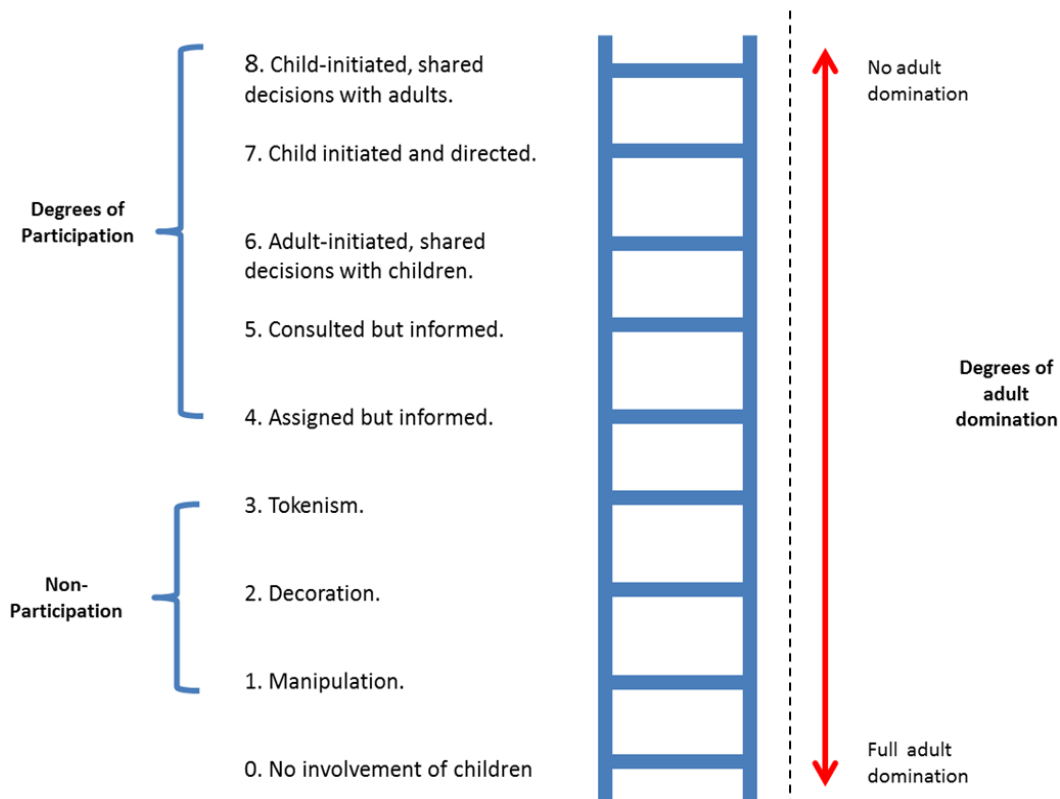 8. Child-initiated, shared
decisions with adults.
7. Child initiated and directed.
Degrees of
Participation
6. Adult-initiated, shared
decisions with children.
5. Consulted but informed.
4. Assigned but informed.
3. Tokenism.
Non-
Participation
2. Decoration.
1. Manipulation.
0. No involvement of children
No adult
domination
Degrees of
adult
domination
Full adult
domination